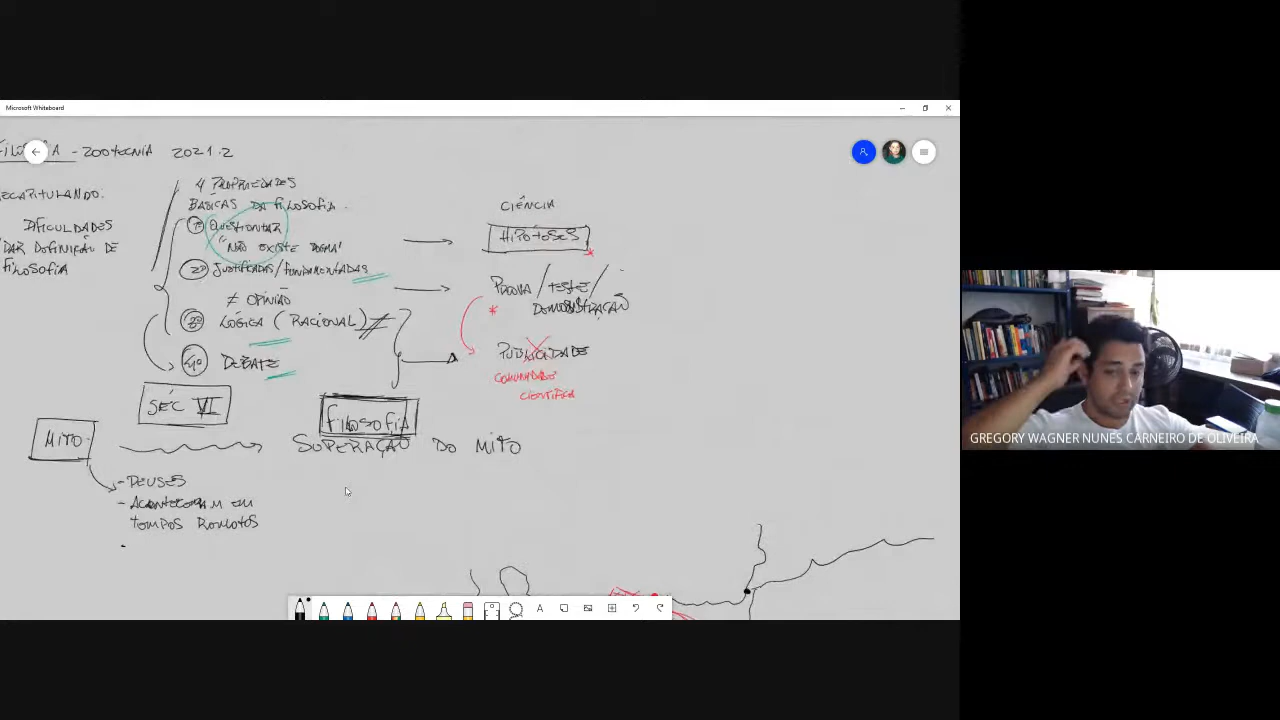 Microsoft Whiteboard
- ZOOTECNIA 2021.2
ECAPITULANDO:
DIFICULDADES
DAR DEFINIÇÃO DE
FILOSOFIA
4 PROPRIEDADES
BÁSICAS DA FILOSOFIA.
1º QUESTIONAR
"NÃO EXISTE DOGMA"
2º JUSTIFICADAS/FUNDAMENTADAS
≠ OPINIÃO
3º LÓGICA (RACIONAL)
4º DEBATE
CIÊNCIA
HIPÓTESES
*
PROVA/TESTE/
DEMONSTRAÇÃO
*
PUBLICIDADE
COMUNIDADE
CIENTÍFICA
SÉC VI
MITO
FILOSOFIA
SUPERAÇÃO DO MITO
- DEUSES
- ACONTECERAM EM
TEMPOS REMOTOS
-
GREGORY WAGNER NUNES CARNEIRO DE OLIVEIRA